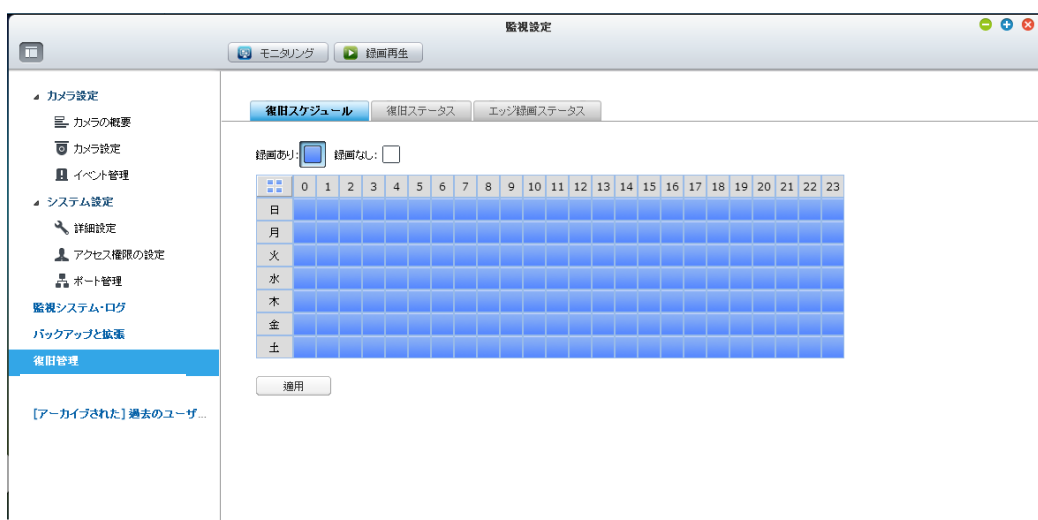 監視設定
モニタリング 録画再生
カメラ設定
カメラの概要
カメラ設定
イベント管理
システム設定
詳細設定
アクセス権限の設定
ポート管理
監視システム・ログ
バックアップと拡張
復旧管理
[アーカイブされた] 過去のユーザ...
復旧スケジュール 復旧ステータス エッジ録画ステータス
録画あり: 録画なし:
0 1 2 3 4 5 6 7 8 9 10 11 12 13 14 15 16 17 18 19 20 21 22 23
日
月
火
水
木
金
土
適用